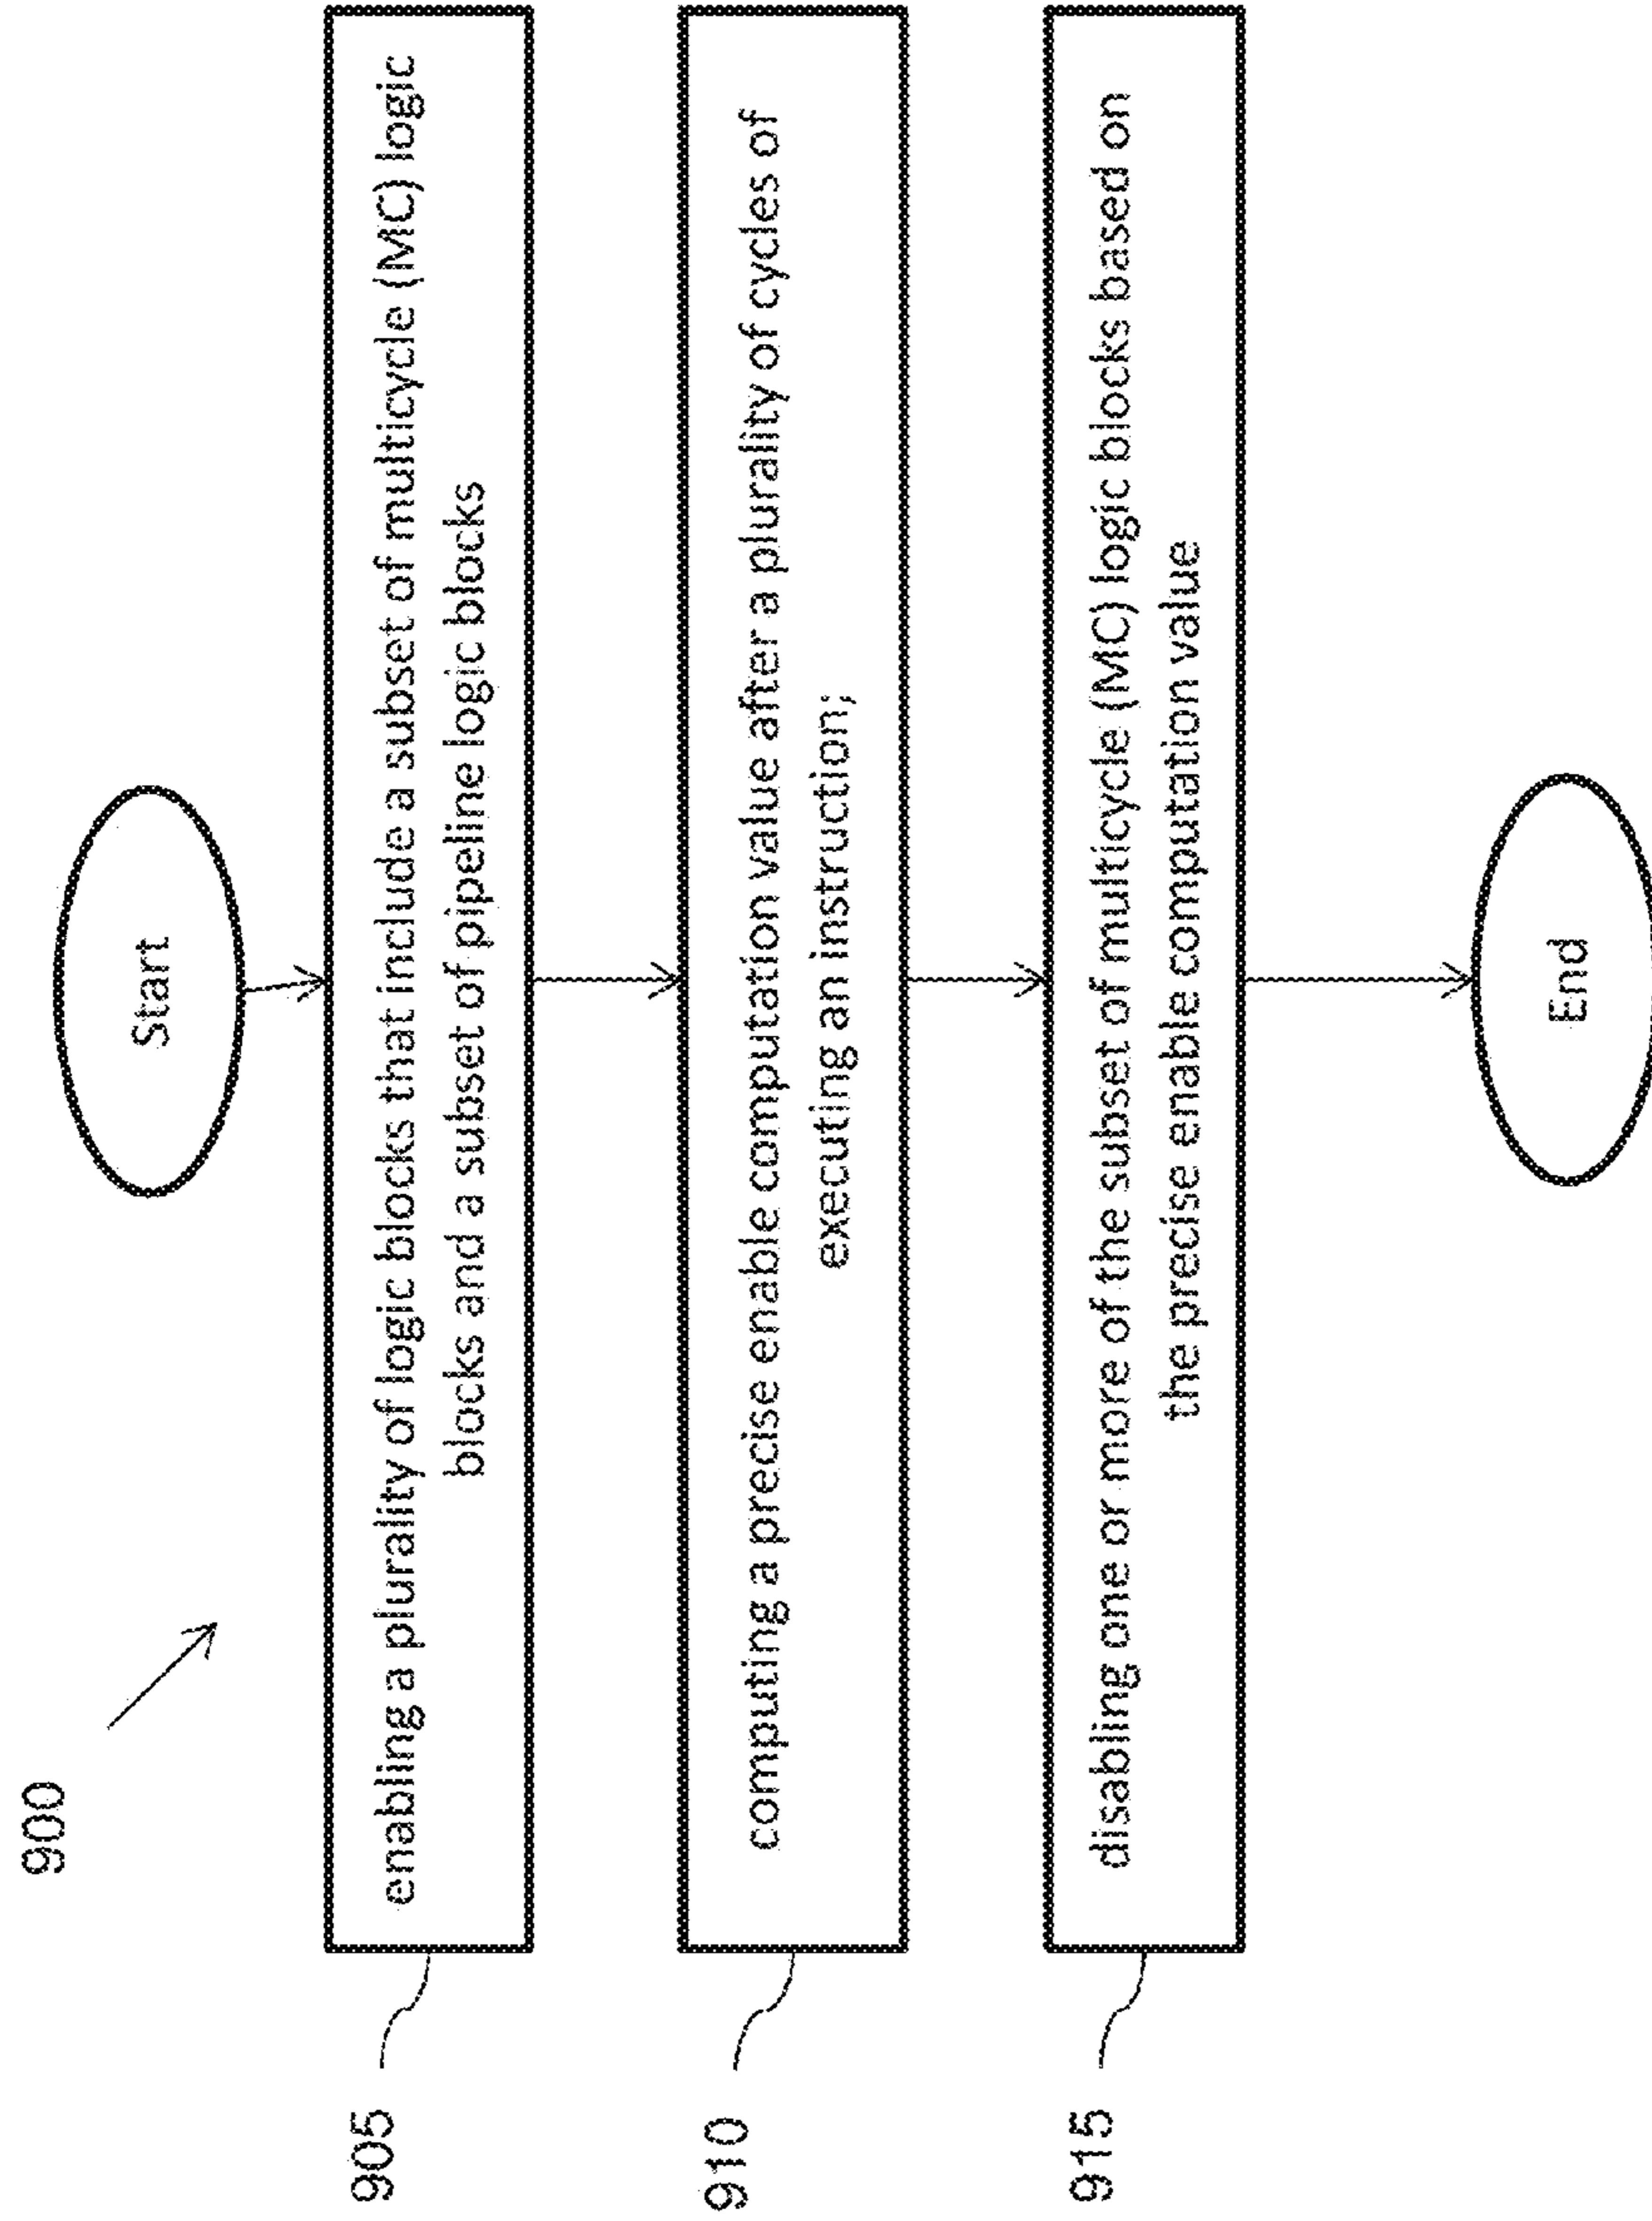 900
Start
905
enabling a plurality of logic blocks that include a subset of multicycle (MC) logic
blocks and a subset of pipeline logic blocks
910
computing a precise enable computation value after a plurality of cycles of
executing an instruction;
915
disabling one or more of the subset of multicycle (MC) logic blocks based on
the precise enable computation value
End